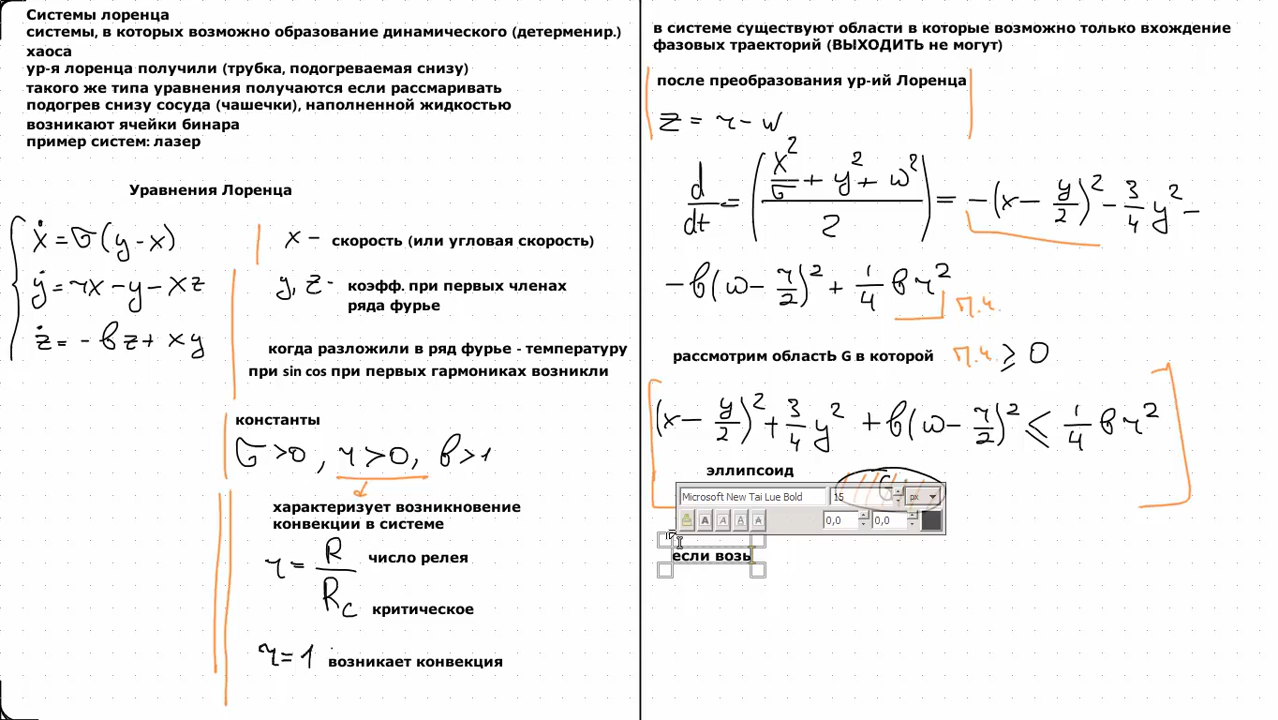 Системы лоренца
системы, в которых возможно образование динамического (детерменир.)
хаоса
ур-я лоренца получили (трубка, подогреваемая снизу)
такого же типа уравнения получаются если рассмаривать
подогрев снизу сосуда (чашечки), наполненной жидкостью
возникают ячейки бинара
пример систем: лазер
Уравнения Лоренца
ẋ = σ(y - x)
ẏ = rx - y - xz
ż = - bz + xy
x - скорость (или угловая скорость)
y, z - коэфф. при первых членах
ряда фурье
когда разложили в ряд фурье - температуру
при sin cos при первых гармониках возникли
константы
σ > 0, r > 0, b > 1
характеризует возникновение
конвекции в системе
r = R / R_c
число релея
критическое
r = 1 возникает конвекция
в системе существуют области в которые возможно только вхождение
фазовых траекторий (ВЫХОДИТЬ не могут)
после преобразования ур-ий Лоренца
z = r - w
d/dt = ((x²/σ + y² + w²)/2) = -(x - y/2)² - 3/4 y² -
- b(w - r/2)² + 1/4 b r² п.ч.
рассмотрим область G в которой п.ч. ≥ 0
(x - y/2)² + 3/4 y² + b(w - r/2)² ≤ 1/4 b r²
эллипсоид
G
Microsoft New Tai Lue Bold 15 px
A A A A 0,0 0,0
если возь